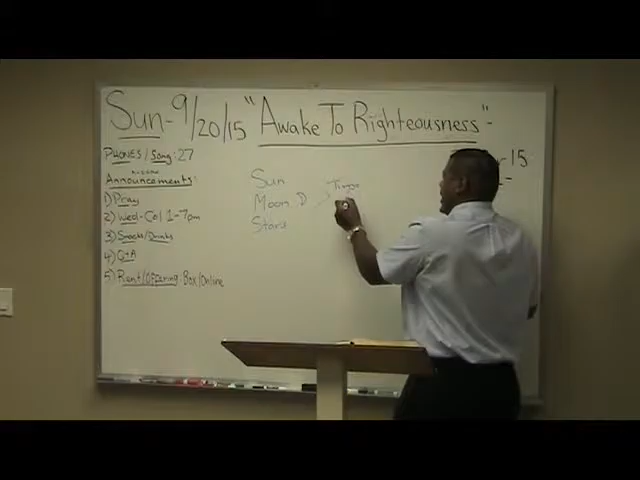 Sun-9/20/15 "Awake To Righteousness"-
PHONES/Song: 27
Announcements:
1) Pray
2) Wed-Col 1-7pm
3) Snacks/Drinks
4) Q+A
5) Rent/Offering Box/Online
Sun
Moon
Stars
-15